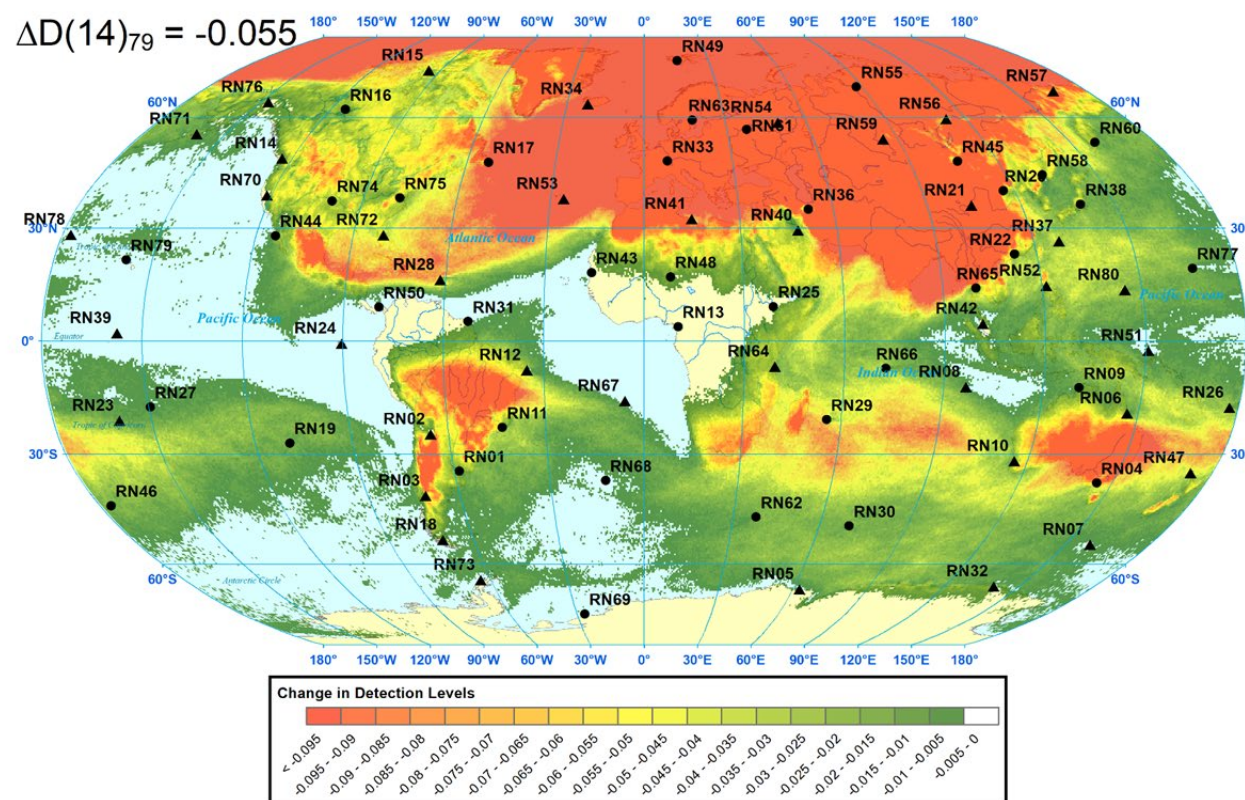 ΔD(14)79 = -0.055
180° 150°W 120°W 90°W 60°W 30°W 0° 30°E 60°E 90°E 120°E 150°E 180°
RN49
RN15
RN55
RN57
RN76
RN34
60°N
RN16
RN63 RN54
RN56
60°N
RN71
RN61
RN59
RN60
RN14
RN17
RN33
RN45
RN58
RN70
RN74
RN75
RN53
RN36
RN21
RN38
RN78
RN44
RN72
RN41
RN40
RN37
30°N
30
Atlantic Ocean
RN79
RN22
RN28
RN43
RN48
RN65
RN52
RN77
RN80
Pacific Ocean
RN50
RN31
RN25
RN42
RN39
Pacific Ocean
RN24
RN13
Equator
RN51
0°
0°
RN12
RN64
RN66
Indian Ocean
RN08
RN09
RN67
RN26
RN23
RN27
RN06
RN02
RN11
RN29
RN19
RN10
30°S
RN01
RN47
30
RN68
RN04
RN03
RN46
RN62
RN30
RN18
RN07
RN73
RN05
RN32
60°S
Antarctic Circle
60°S
RN69
180° 150°W 120°W 90°W 60°W 30°W 0° 30°E 60°E 90°E 120°E 150°E 180°
Change in Detection Levels
< -0.095
-0.095 - -0.09
-0.09 - -0.085
-0.085 - -0.08
-0.08 - -0.075
-0.075 - -0.07
-0.07 - -0.065
-0.065 - -0.06
-0.06 - -0.055
-0.055 - -0.05
-0.05 - -0.045
-0.045 - -0.04
-0.04 - -0.035
-0.035 - -0.03
-0.03 - -0.025
-0.025 - -0.02
-0.02 - -0.015
-0.015 - -0.01
-0.01 - -0.005
-0.005 - 0